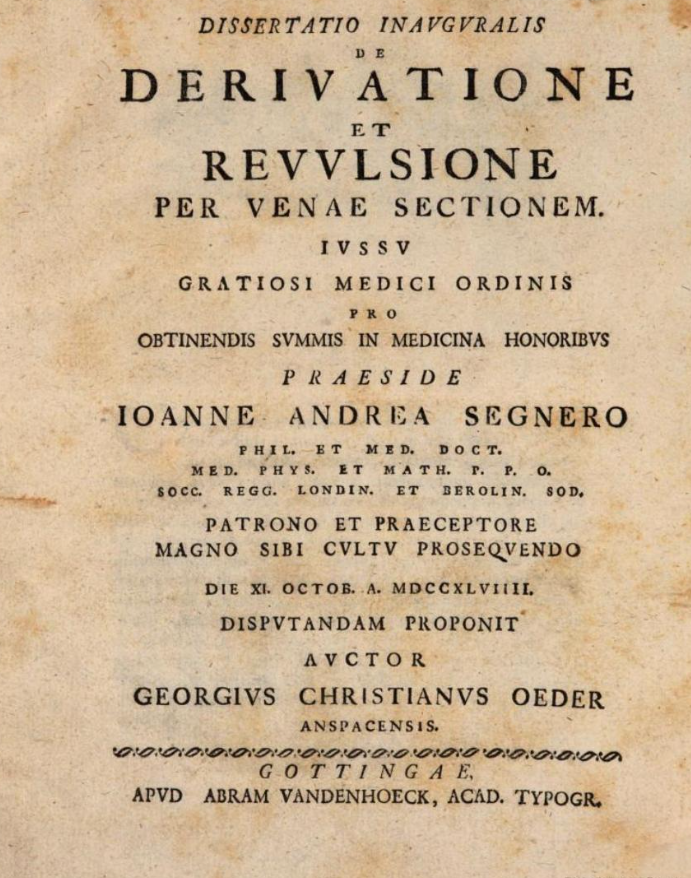 DISSERTATIO INAVGVRALIS
DE
DERIVATIONE
ET
REVVLSIONE
PER VENAE SECTIONEM.
IVSSV
GRATIOSI MEDICI ORDINIS
PRO
OBTINENDIS SVMMIS IN MEDICINA HONORIBVS
PRAESIDE
IOANNE ANDREA SEGNERO
PHIL. ET MED. DOCT.
MED. PHYS. ET MATH. P. P. O.
SOCC. REGG. LONDIN. ET BEROLIN. SOD.
PATRONO ET PRAECEPTORE
MAGNO SIBI CVLTV PROSEQVENDO
DIE XI. OCTOB. A. MDCCXLVIIII.
DISPVTANDAM PROPONIT
AVCTOR
GEORGIVS CHRISTIANVS OEDER
ANSPACENSIS.
GOTTINGAE,
APVD ABRAM VANDENHOECK, ACAD. TYPOGR.